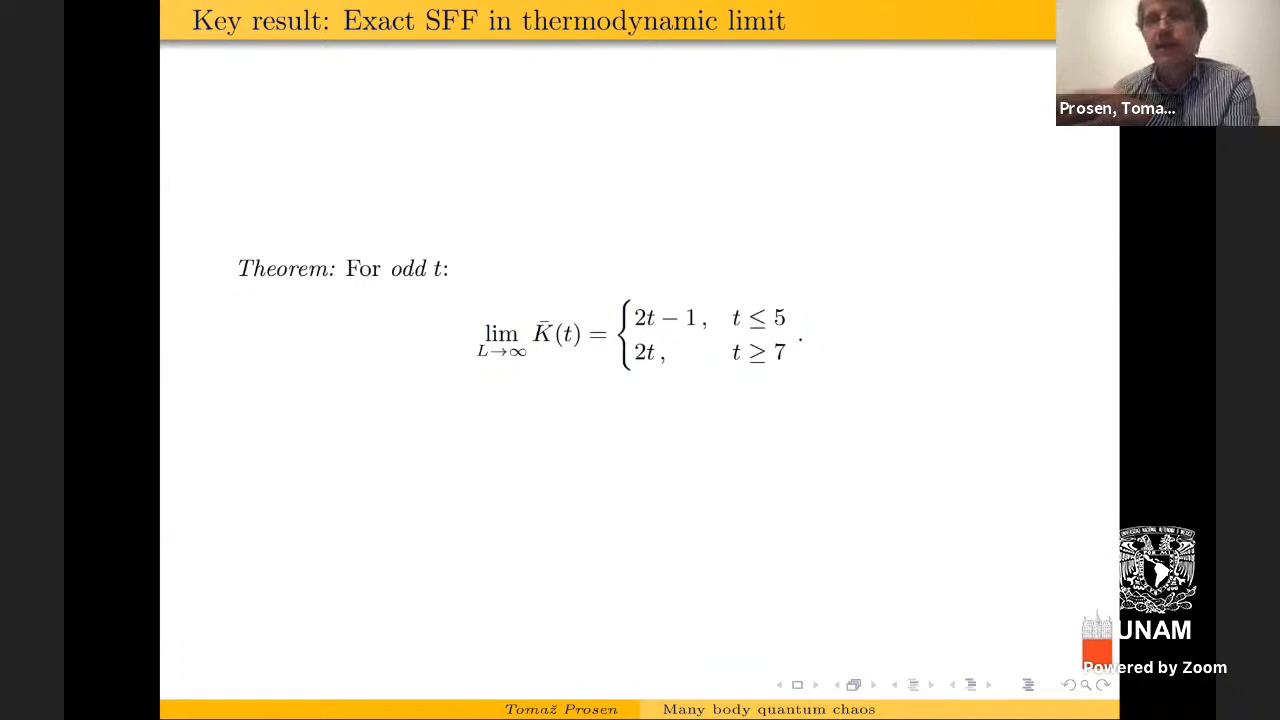 Key result: Exact SFF in thermodynamic limit
Prosen, Toma...
Theorem: For odd t:
lim_{L→∞} K̄(t) = { 2t − 1 , t ≤ 5
2t , t ≥ 7 .
UNAM
Powered by Zoom
Tomaž Prosen Many body quantum chaos